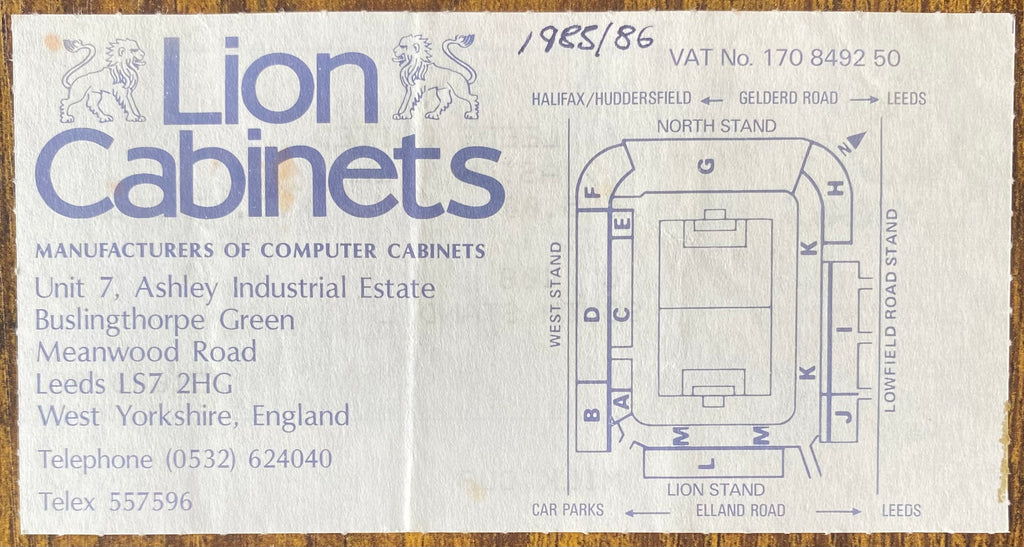 Lion
Cabinets
MANUFACTURERS OF COMPUTER CABINETS
Unit 7, Ashley Industrial Estate
Buslingthorpe Green
Meanwood Road
Leeds LS7 2HG
West Yorkshire, England
Telephone (0532) 624040
Telex 557596
1985/86
VAT No. 170 8492 50
HALIFAX/HUDDERSFIELD ← GELDERD ROAD → LEEDS
NORTH STAND
N
G
F
H
E
K
WEST STAND
LOWFIELD ROAD STAND
D
C
I
K
B
A
J
M
M
L
LION STAND
CAR PARKS ← ELLAND ROAD → LEEDS